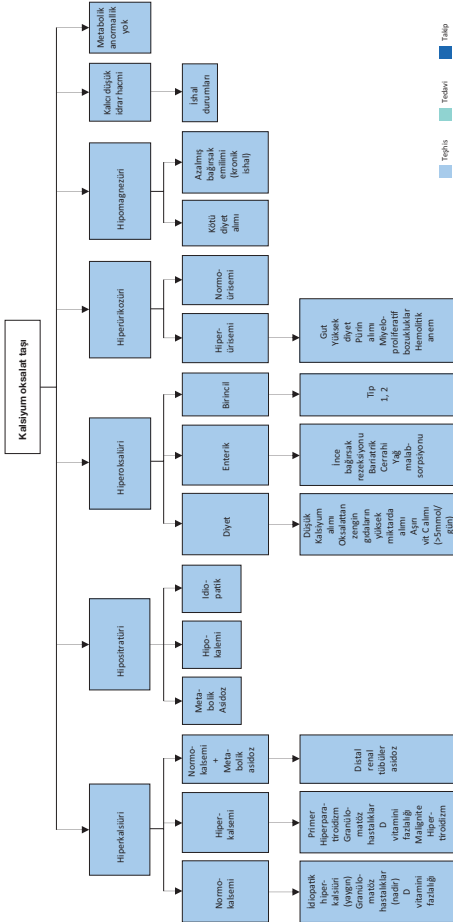 Kalsiyum oksalat taşı
Hiperkalsiüri
Hipositratüri
Hiperoksalüri
Hiperürikozüri
Hipomagnezüri
Kalıcı düşük
idrar hacmi
Metabolik
anormallik
yok
Normo-
kalsemi
Hiper-
kalsemi
Normo-
kalsemi
+
Meta-
bolik
asidoz
Meta-
bolik
Asidoz
Hipo-
kalemi
Idio-
patik
Diyet
Enterik
Birincil
Hiper-
ürisemi
Normo-
ürisemi
Kötü
diyet
alımı
Azalmış
bağırsak
emilimi
(kronik
ishal)
İshal
durumları
Idiopatik
hiper-
kalsiüri
(yaygın)
Granülo-
matöz
hastalıklar
(nadir)
D
vitamini
fazlalığı
Primer
Hiperpara-
tiroidizm
Granülo-
matöz
hastalıklar
D
vitamini
fazlalığı
Malignite
Hiper-
tiroidizm
Distal
renal
tübüler
asidoz
Düşük
Kalsiyum
alımı
Oksalattan
zengin
gıdaların
yüksek
miktarda
alımı
Aşırı
vit C alımı
(>5mmol/
gün)
İnce
bağırsak
rezeksiyonu
Bariatrik
Cerrahi
Yağ
malab-
sorpsiyonu
Tip
1, 2
Gut
Yüksek
diyet
Pürin
alımı
Miyelo-
proliferatif
bozukluklar
Hemolitik
anem
Teşhis
Tedavi
Takip